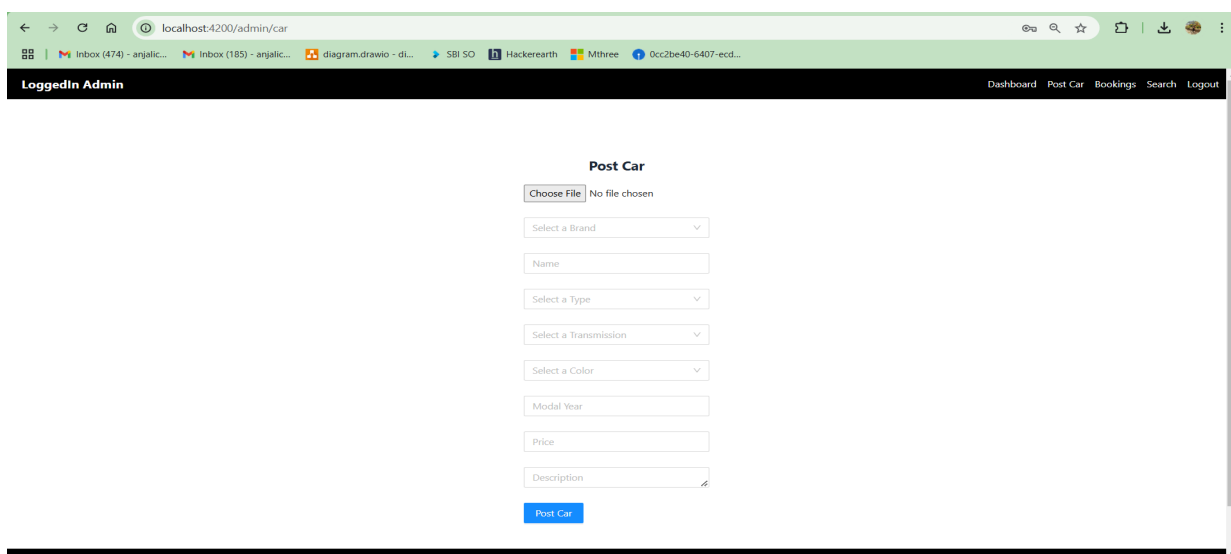 localhost:4200/admin/car
Inbox (474) - anjalic... Inbox (185) - anjalic... diagram.drawio - di... SBI SO h Hackerearth Mthree 0cc2be40-6407-ecd...
LoggedIn Admin Dashboard Post Car Bookings Search Logout
Post Car
Choose File No file chosen
Select a Brand
Name
Select a Type
Select a Transmission
Select a Color
Modal Year
Price
Description
Post Car